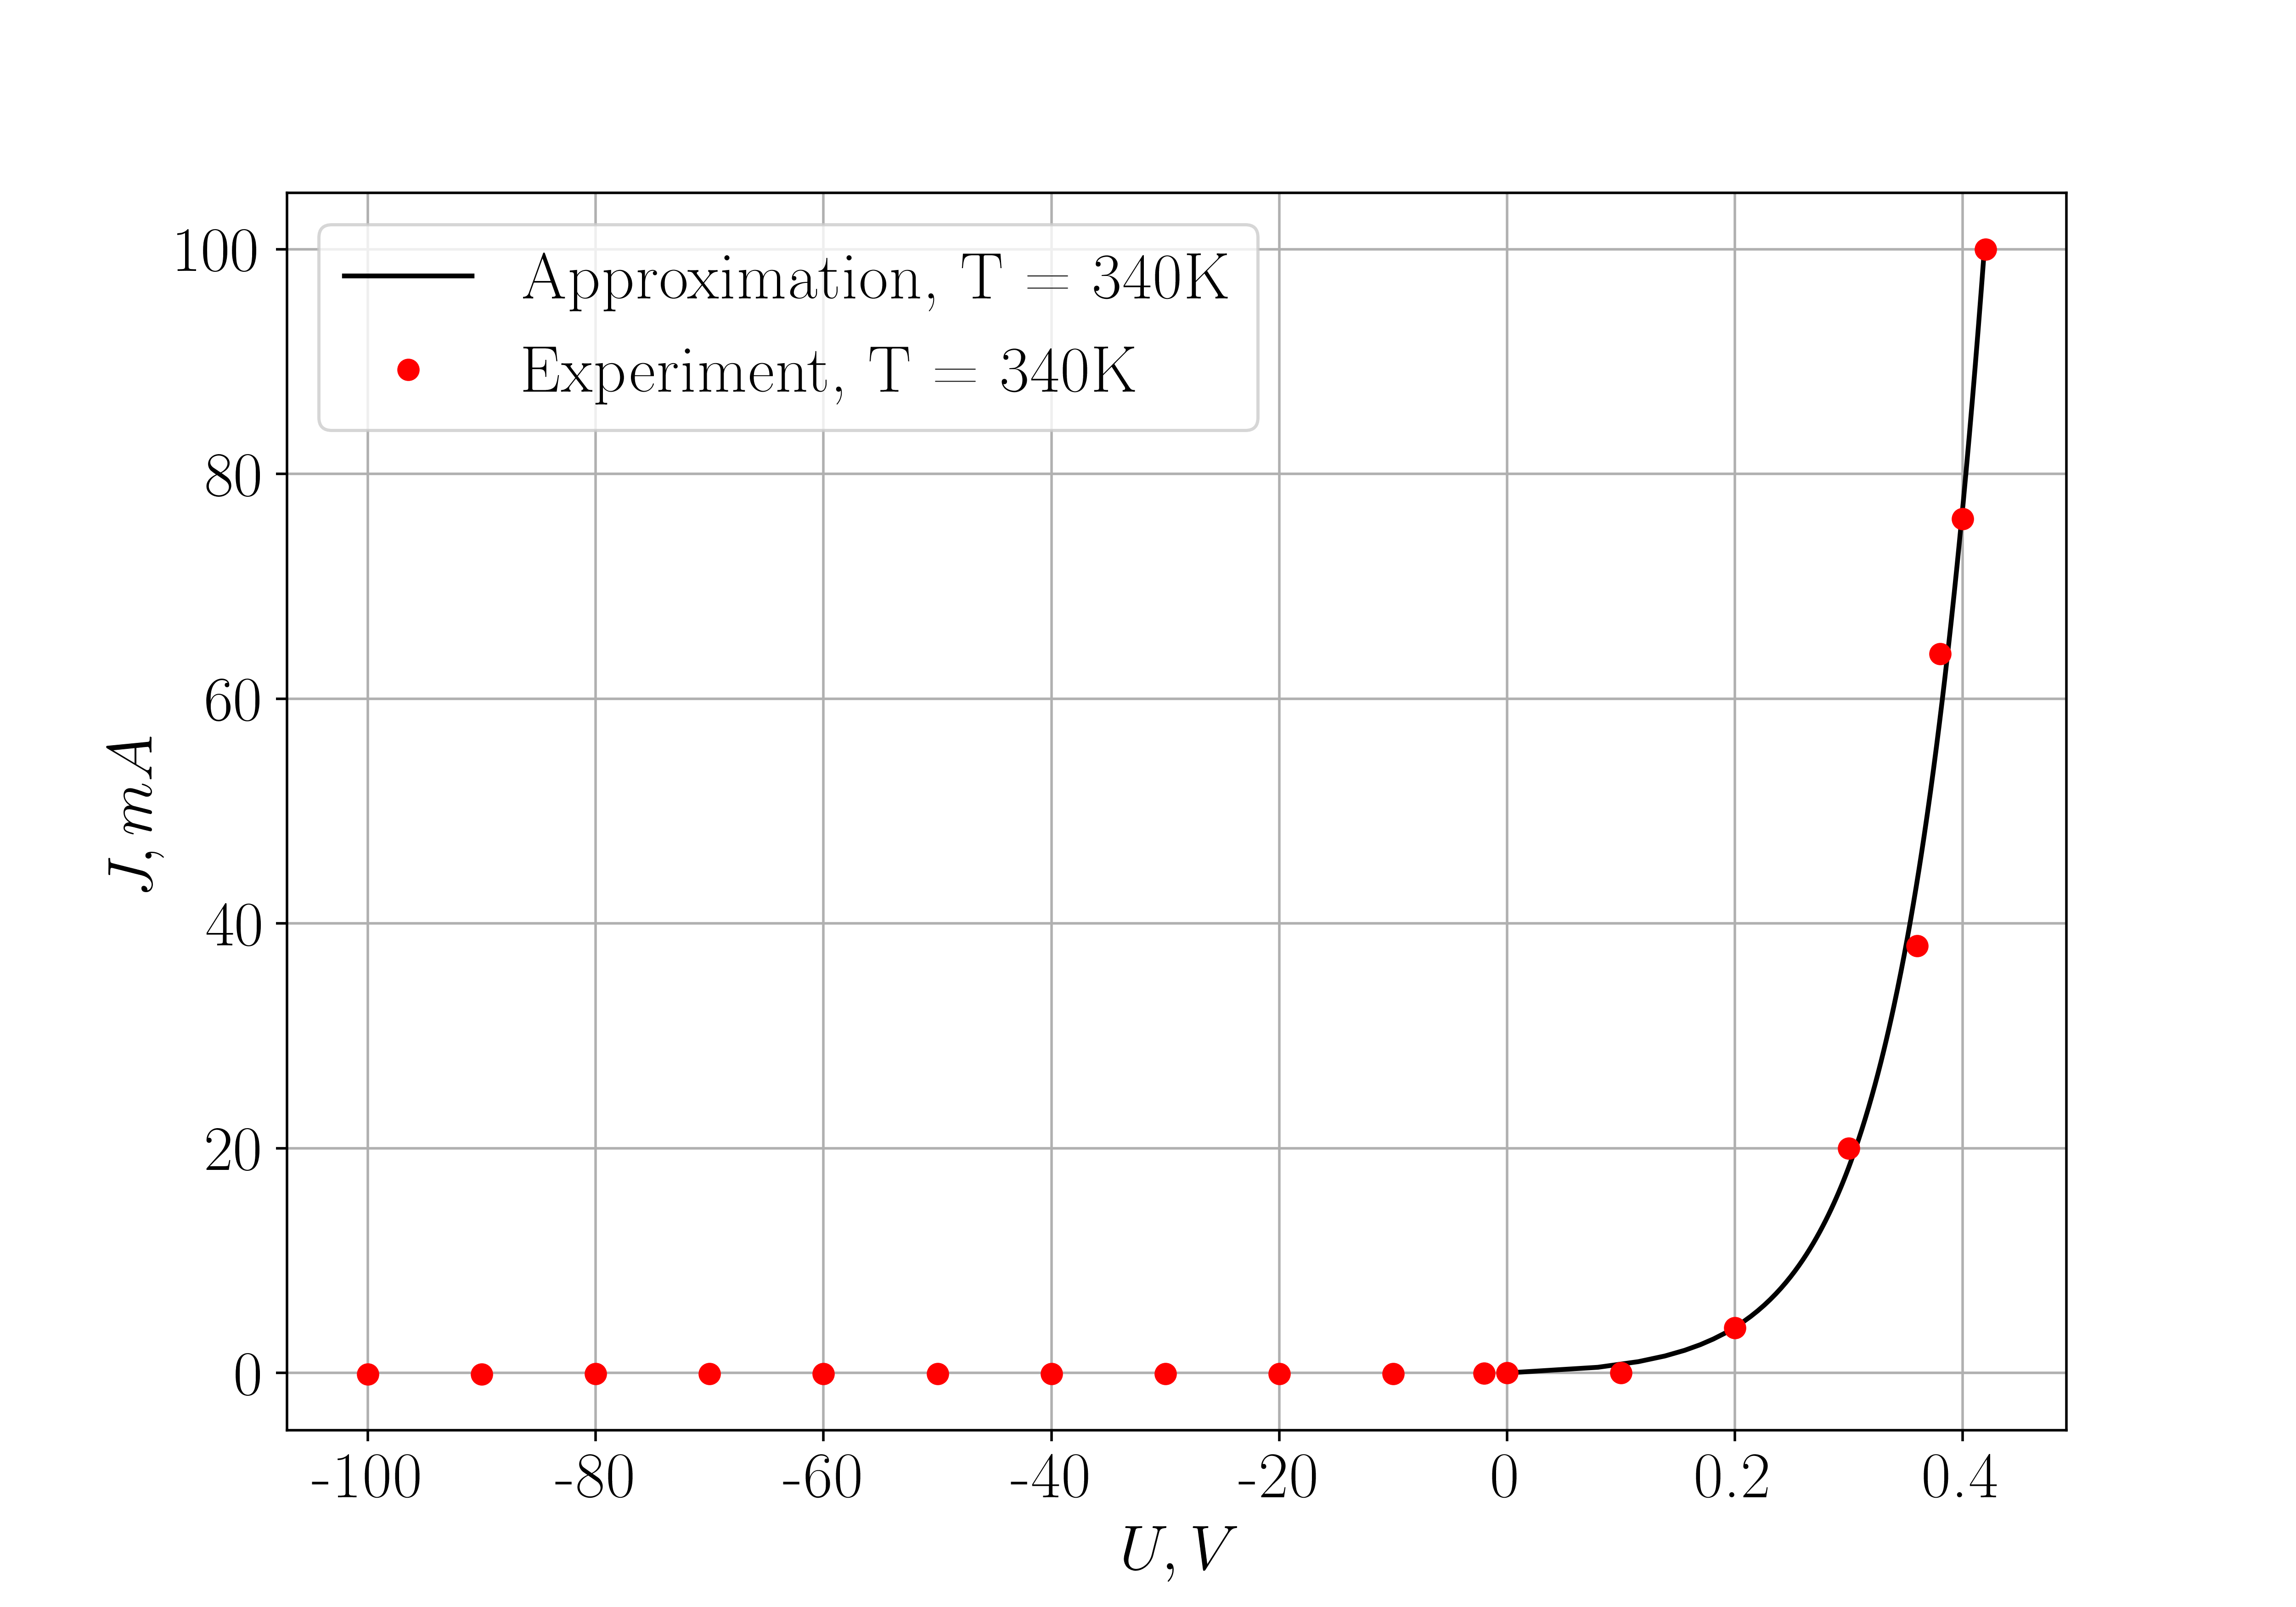 Approximation, T = 340K
Experiment, T = 340K
100
80
60
40
20
0
J, mA
-100 -80 -60 -40 -20 0 0.2 0.4
U, V